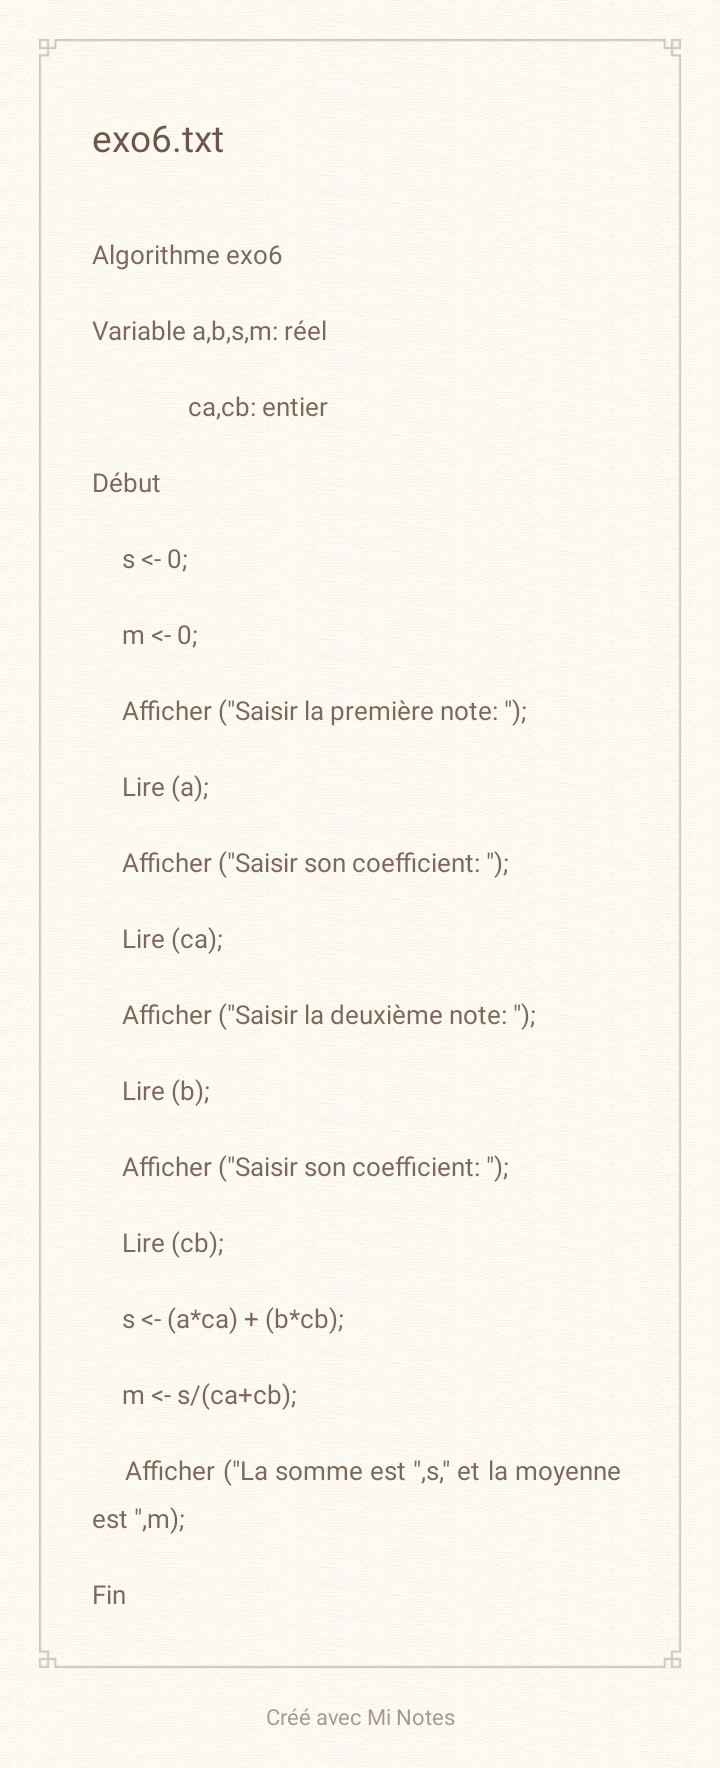 exo6.txt
Algorithme exo6
Variable a,b,s,m: réel
ca,cb: entier
Début
s <- 0;
m <- 0;
Afficher ("Saisir la première note: ");
Lire (a);
Afficher ("Saisir son coefficient: ");
Lire (ca);
Afficher ("Saisir la deuxième note: ");
Lire (b);
Afficher ("Saisir son coefficient: ");
Lire (cb);
s <- (a*ca) + (b*cb);
m <- s/(ca+cb);
Afficher ("La somme est ",s," et la moyenne
est ",m);
Fin
Créé avec Mi Notes